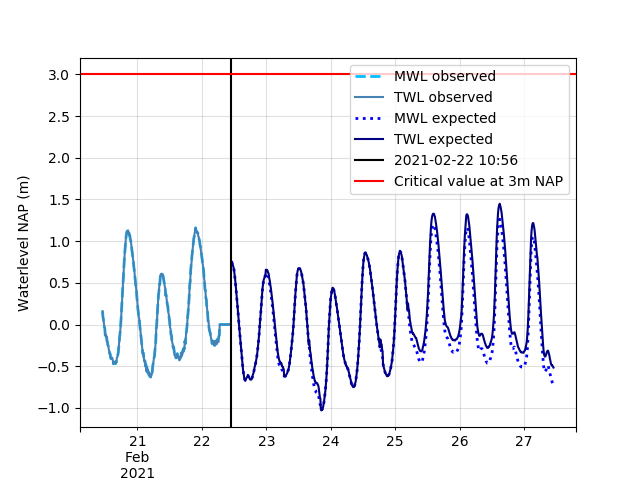 MWL observed
TWL observed
MWL expected
TWL expected
2021-02-22 10:56
Critical value at 3m NAP
Waterlevel NAP (m)
3.0
2.5
2.0
1.5
1.0
0.5
0.0
−0.5
−1.0
21 22 23 24 25 26 27
Feb
2021